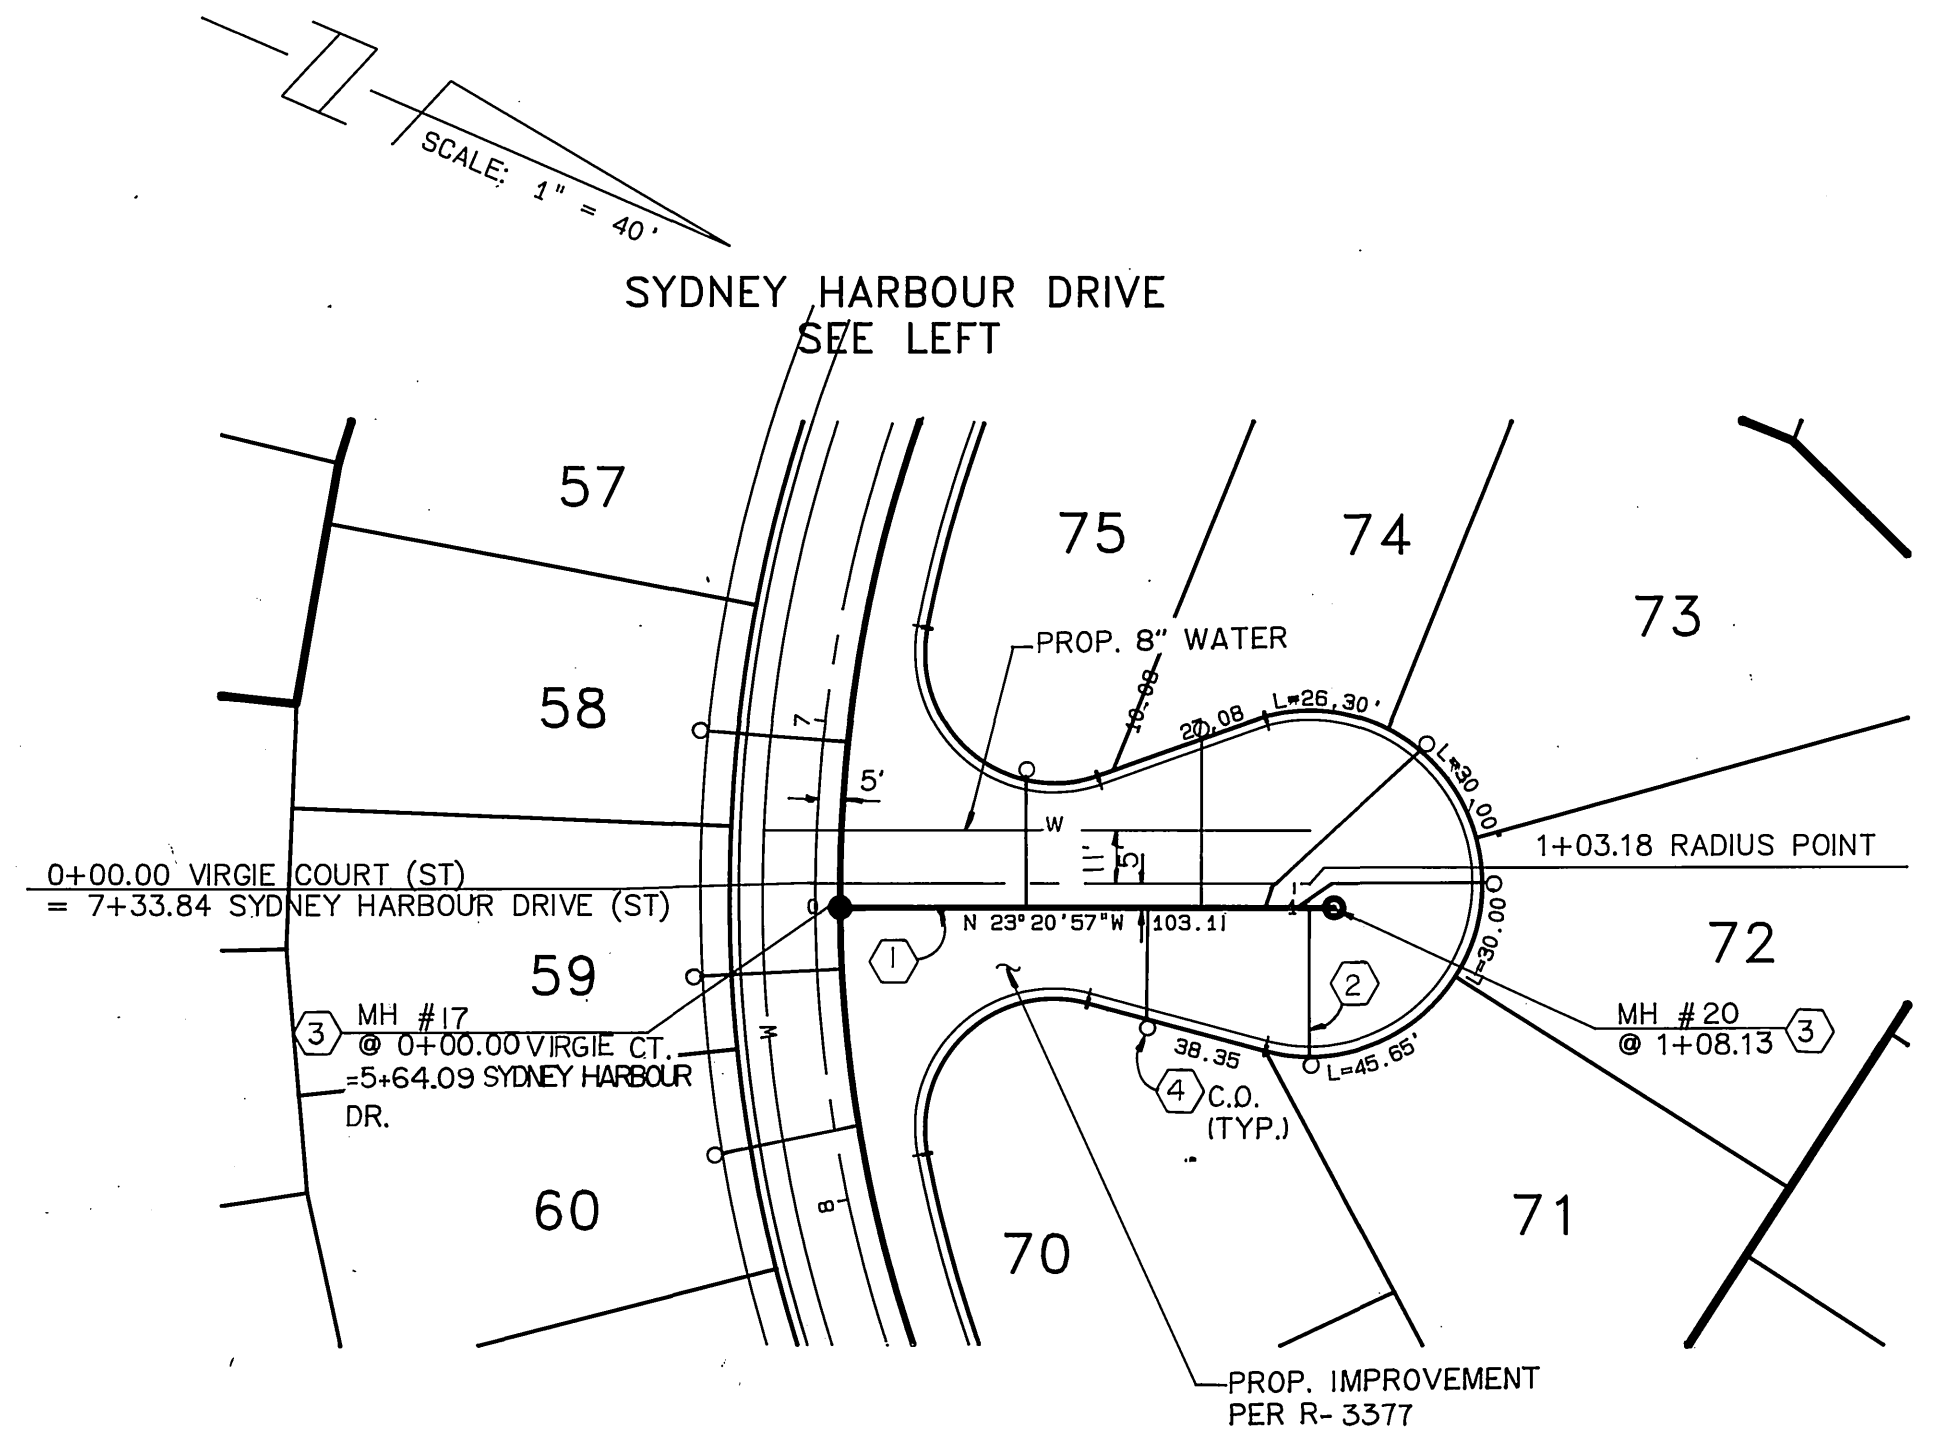 SCALE: 1" = 40'
SYDNEY HARBOUR DRIVE
SEE LEFT
57
75
74
73
PROP. 8" WATER
58
10.08
L=26.30'
7
5'
L=30.00'
W
11'
5'
1+03.18 RADIUS POINT
0+00.00 VIRGIE COURT (ST)
= 7+33.84 SYDNEY HARBOUR DRIVE (ST)
0
1
N 23°20'57"W 103.11
L=30.00'
72
1
59
2
3
MH #17
@ 0+00.00 VIRGIE CT.
=5+64.09 SYDNEY HARBOUR
DR.
W
MH #20
@ 1+08.13
3
38.35
L=45.65'
4
C.O.
(TYP.)
8
60
70
71
PROP. IMPROVEMENT
PER R-3377